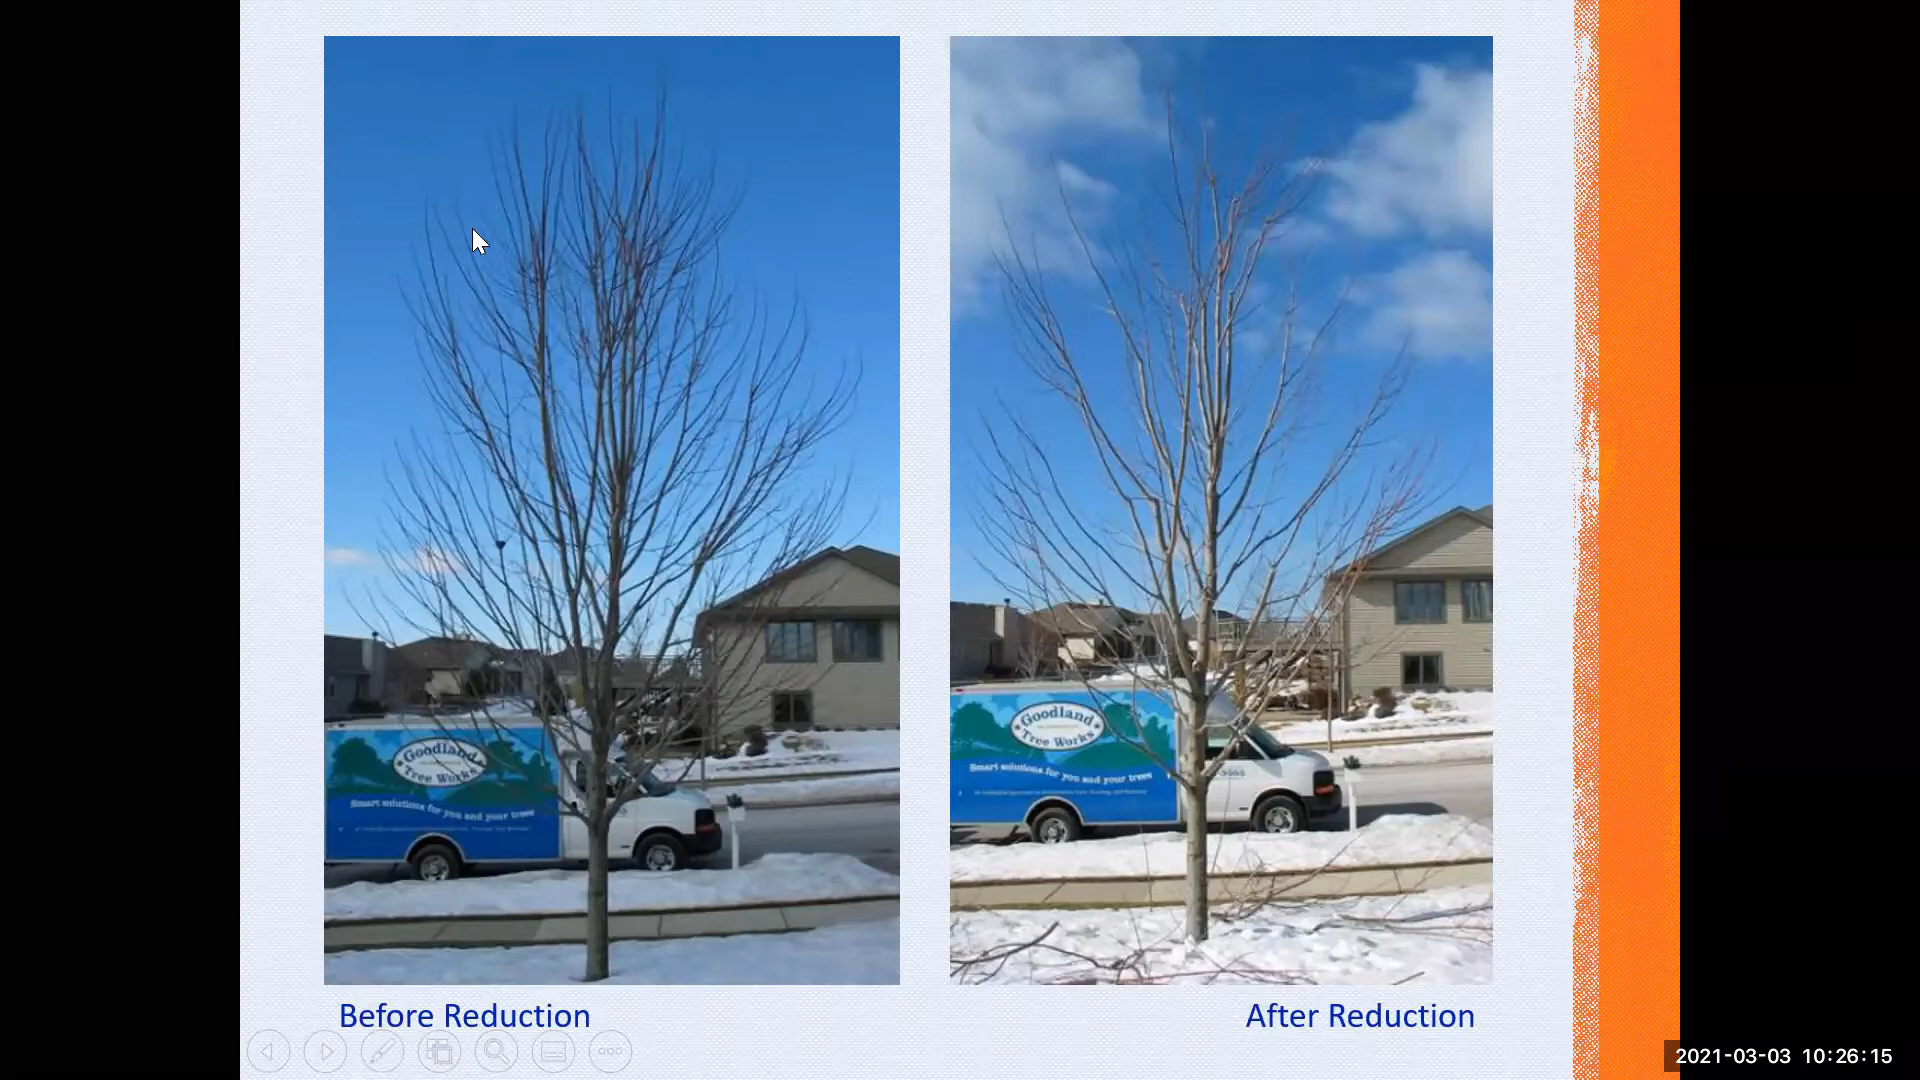 Goodland
Tree Works
Smart solutions for you and your trees
Goodland
Tree Works
Smart solutions for you and your trees
Before Reduction
After Reduction
2021-03-03 10:26:15